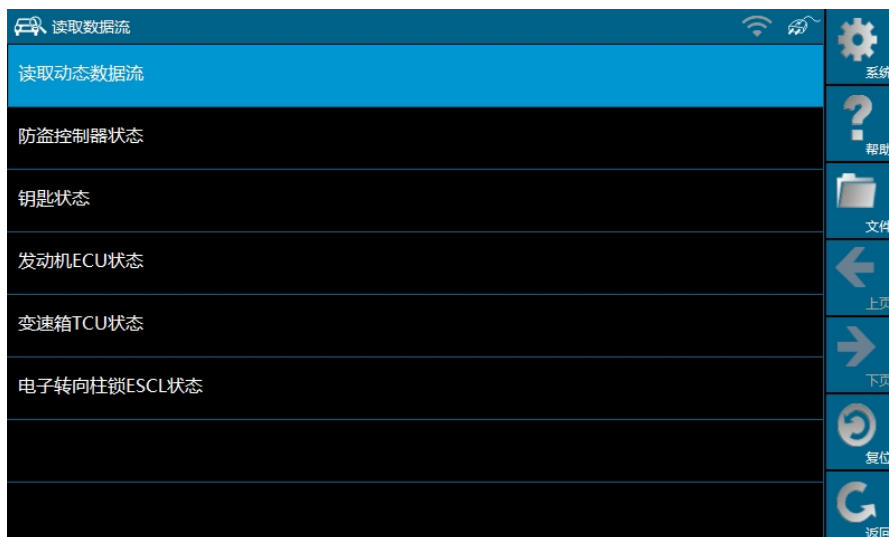 读取数据流
读取动态数据流
防盗控制器状态
钥匙状态
发动机ECU状态
变速箱TCU状态
电子转向柱锁ESCL状态
系统
帮助
文件
上页
下页
复位
返回